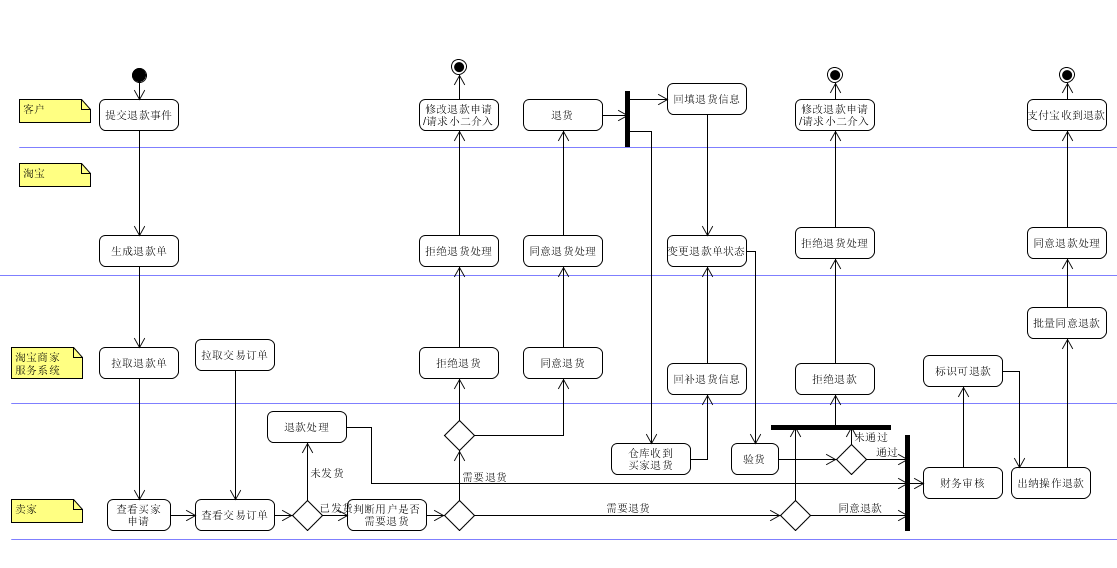 客户
提交退款事件
修改退款申请
/请求小二介入
退货
回填退货信息
修改退款申请
/请求小二介入
支付宝收到退款
淘宝
生成退款单
拒绝退货处理
同意退货处理
变更退款单状态
拒绝退货处理
同意退款处理
批量同意退款
淘宝商家
服务系统
拉取退款单
拉取交易订单
拒绝退货
同意退货
回补退货信息
拒绝退款
标识可退款
退款处理
未通过
通过
仓库收到
买家退货
验货
未发货
需要退货
财务审核
出纳操作退款
卖家
查看买家
申请
查看交易订单
已发货
判断用户是否
需要退货
需要退货
同意退款